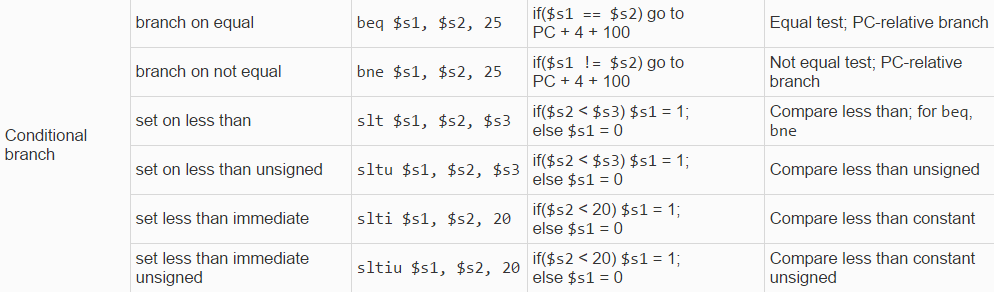 branch on equal beq $s1, $s2, 25 if($s1 == $s2) go to
PC + 4 + 100 Equal test; PC-relative branch
branch on not equal bne $s1, $s2, 25 if($s1 != $s2) go to
PC + 4 + 100 Not equal test; PC-relative
branch
Conditional
branch
set on less than slt $s1, $s2, $s3 if($s2 < $s3) $s1 = 1;
else $s1 = 0 Compare less than; for beq,
bne
set on less than unsigned sltu $s1, $s2, $s3 if($s2 < $s3) $s1 = 1;
else $s1 = 0 Compare less than unsigned
set less than immediate slti $s1, $s2, 20 if($s2 < 20) $s1 = 1;
else $s1 = 0 Compare less than constant
set less than immediate
unsigned sltiu $s1, $s2, 20 if($s2 < 20) $s1 = 1;
else $s1 = 0 Compare less than constant
unsigned